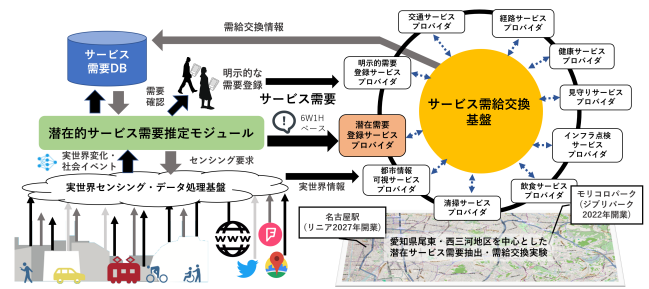 需給交換情報
サービス
需要DB
需要
確認
明示的な
需要登録
サービス需要
6W1H
ベース
潜在的サービス需要推定モジュール
実世界変化・
社会イベント
センシング要求
実世界センシング・データ処理基盤
実世界情報
WWW
交通サービス
プロバイダ
経路サービス
プロバイダ
健康サービス
プロバイダ
見守りサービス
プロバイダ
インフラ点検
サービス
プロバイダ
飲食サービス
プロバイダ
清掃サービス
プロバイダ
都市情報
可視サービス
プロバイダ
潜在需要
登録サービス
プロバイダ
明示的需要
登録サービス
プロバイダ
サービス需給交換
基盤
名古屋駅
(リニア2027年開業)
モリコロパーク
(ジブリパーク
2022年開業)
愛知県尾東・西三河地区を中心とした
潜在サービス需要抽出・需給交換実験